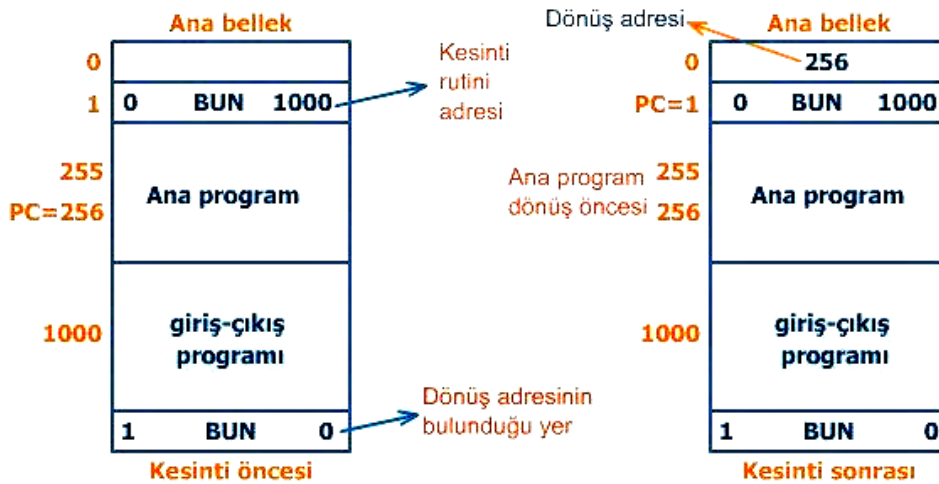 Ana bellek
0
1 0 BUN 1000
Kesinti
rutini
adresi
255
PC=256
Ana program
1000
giriş-çıkış
programı
1 BUN 0
Dönüş adresinin
bulunduğu yer
Kesinti öncesi
Dönüş adresi
Ana bellek
0 256
PC=1 0 BUN 1000
Ana program
dönüş öncesi
255
256
Ana program
1000
giriş-çıkış
programı
1 BUN 0
Kesinti sonrası